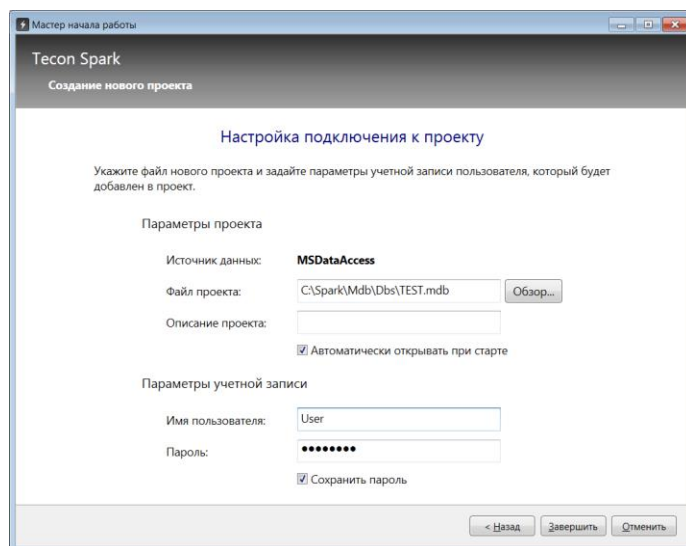 Мастер начала работы
Tecon Spark
Создание нового проекта
Настройка подключения к проекту
Укажите файл нового проекта и задайте параметры учетной записи пользователя, который будет
добавлен в проект.
Параметры проекта
Источник данных: MSDataAccess
Файл проекта: C:\Spark\Mdb\Dbs\TEST.mdb Обзор...
Описание проекта:
Автоматически открывать при старте
Параметры учетной записи
Имя пользователя: User
Пароль: ●●●●●●●●
Сохранить пароль
< Назад Завершить Отменить